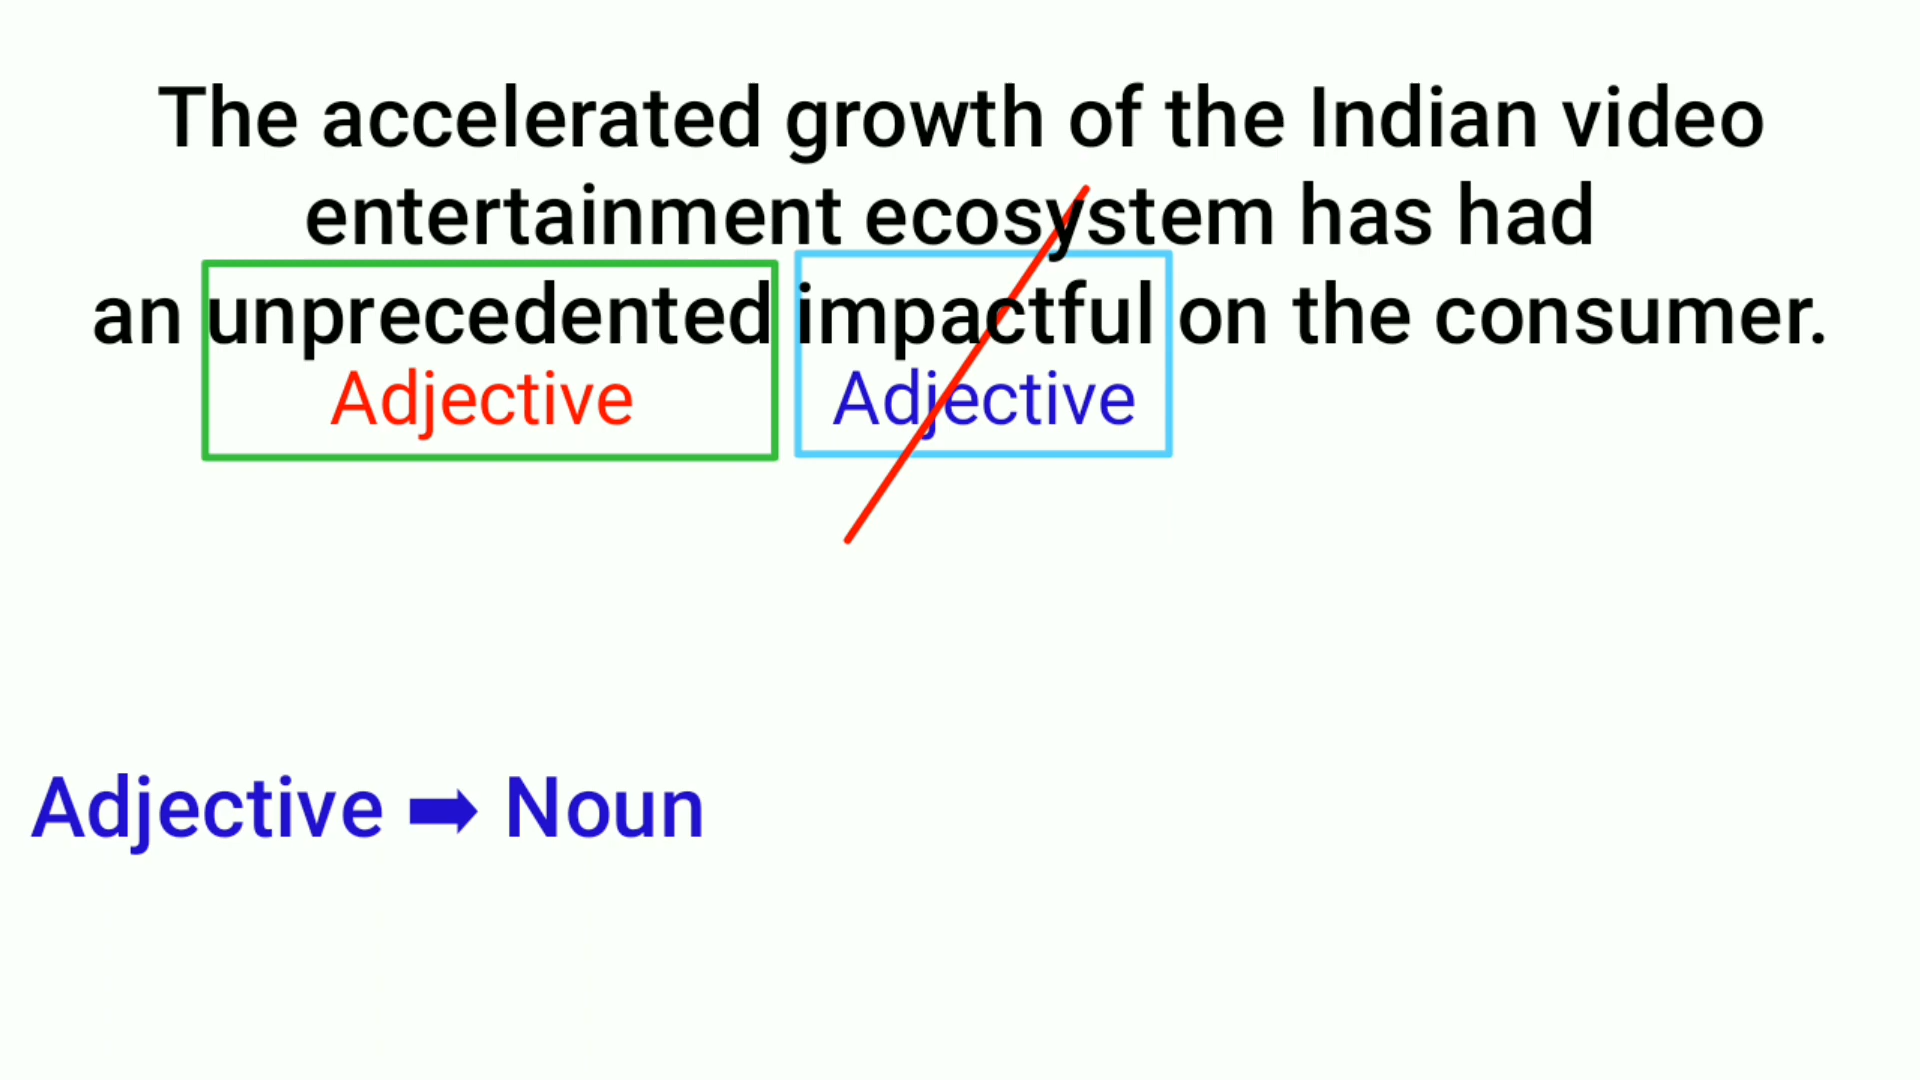 The accelerated growth of the Indian video
entertainment ecosystem has had
an unprecedented impactful on the consumer.
Adjective Adjective
Adjective ➡ Noun